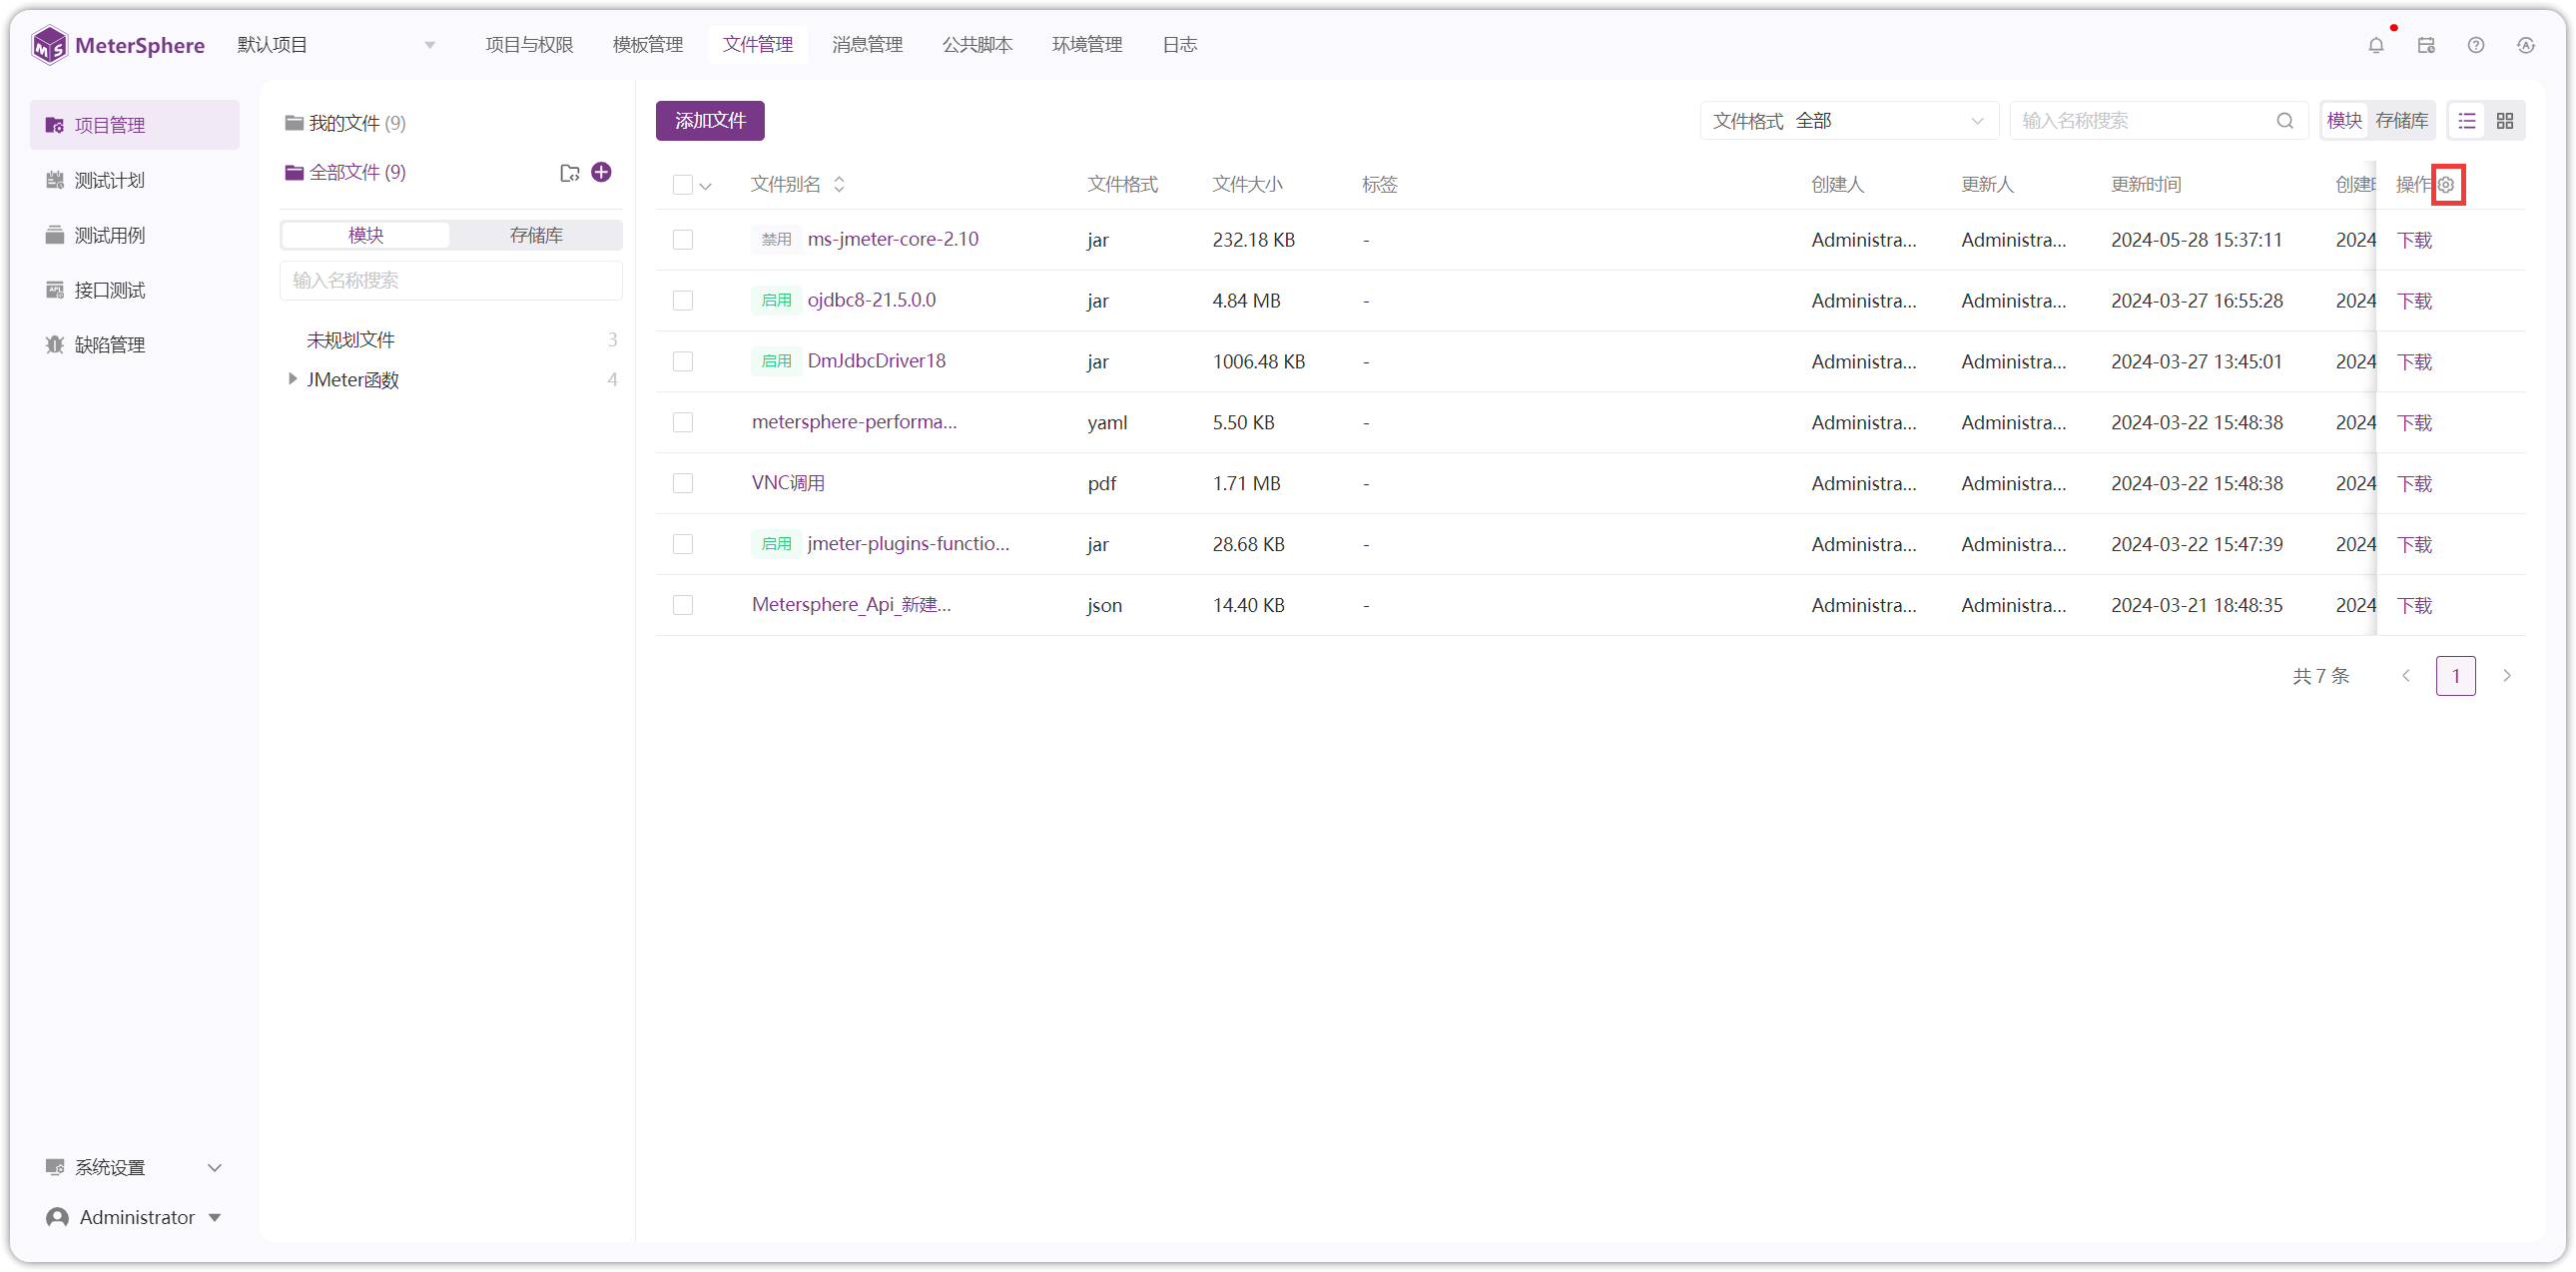 MeterSphere 默认项目 项目与权限 模板管理 文件管理 消息管理 公共脚本 环境管理 日志
项目管理
测试计划
测试用例
接口测试
缺陷管理
系统设置
Administrator
我的文件 (9)
全部文件 (9)
模块 存储库
输入名称搜索
未规划文件 3
JMeter函数 4
添加文件 文件格式 全部 输入名称搜索 模块 存储库
文件别名 文件格式 文件大小 标签 创建人 更新人 更新时间 创建 操作
禁用 ms-jmeter-core-2.10 jar 232.18 KB - Administra... Administra... 2024-05-28 15:37:11 2024 下载
启用 ojdbc8-21.5.0.0 jar 4.84 MB - Administra... Administra... 2024-03-27 16:55:28 2024 下载
启用 DmJdbcDriver18 jar 1006.48 KB - Administra... Administra... 2024-03-27 13:45:01 2024 下载
metersphere-performa... yaml 5.50 KB - Administra... Administra... 2024-03-22 15:48:38 2024 下载
VNC调用 pdf 1.71 MB - Administra... Administra... 2024-03-22 15:48:38 2024 下载
启用 jmeter-plugins-functio... jar 28.68 KB - Administra... Administra... 2024-03-22 15:47:39 2024 下载
Metersphere_Api_新建... json 14.40 KB - Administra... Administra... 2024-03-21 18:48:35 2024 下载
共 7 条 1